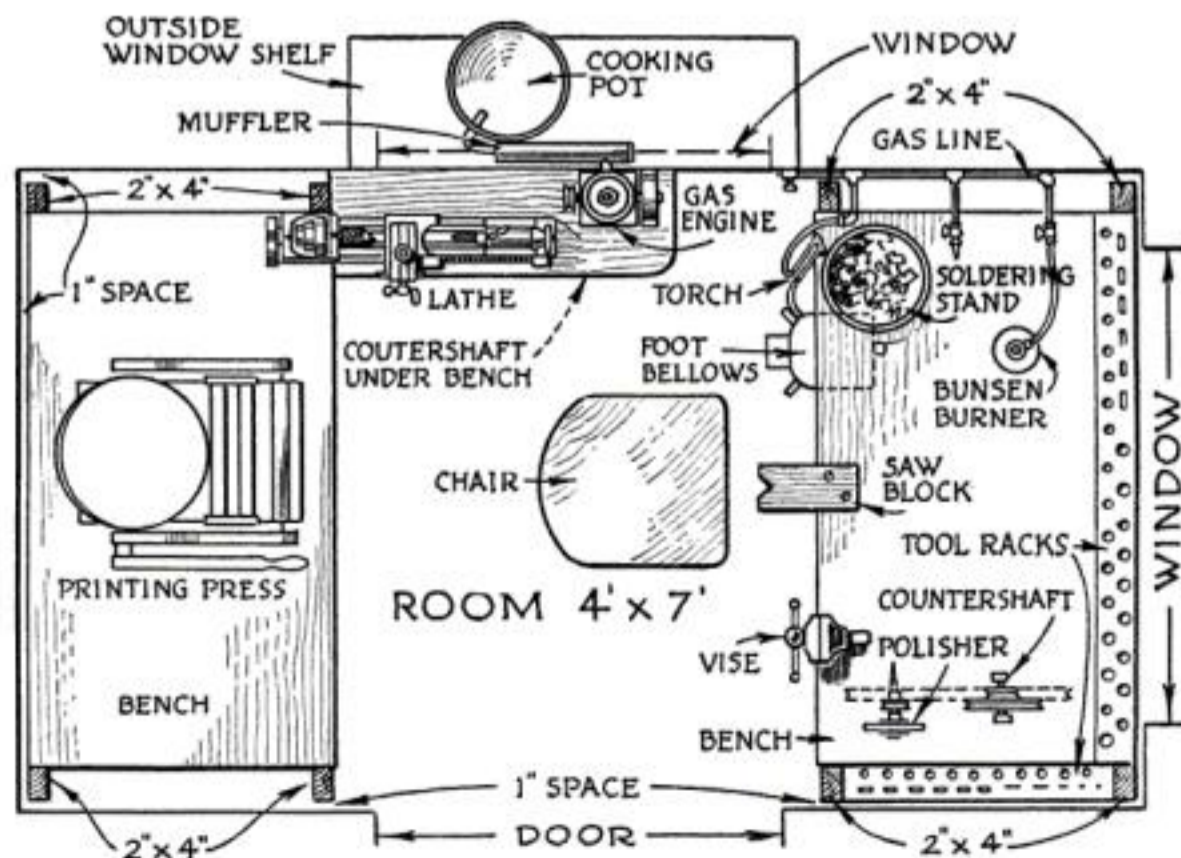 OUTSIDE
WINDOW SHELF
COOKING
POT
WINDOW
2" x 4"
MUFFLER
GAS LINE
2" x 4"
GAS
ENGINE
1" SPACE
LATHE
TORCH
SOLDERING
STAND
COUTERSHAFT
UNDER BENCH
FOOT
BELLOWS
BUNSEN
BURNER
WINDOW
CHAIR
SAW
BLOCK
TOOL RACKS
PRINTING PRESS
ROOM 4' x 7'
COUNTERSHAFT
VISE
POLISHER
BENCH
BENCH
1" SPACE
2" x 4"
DOOR
2" x 4"